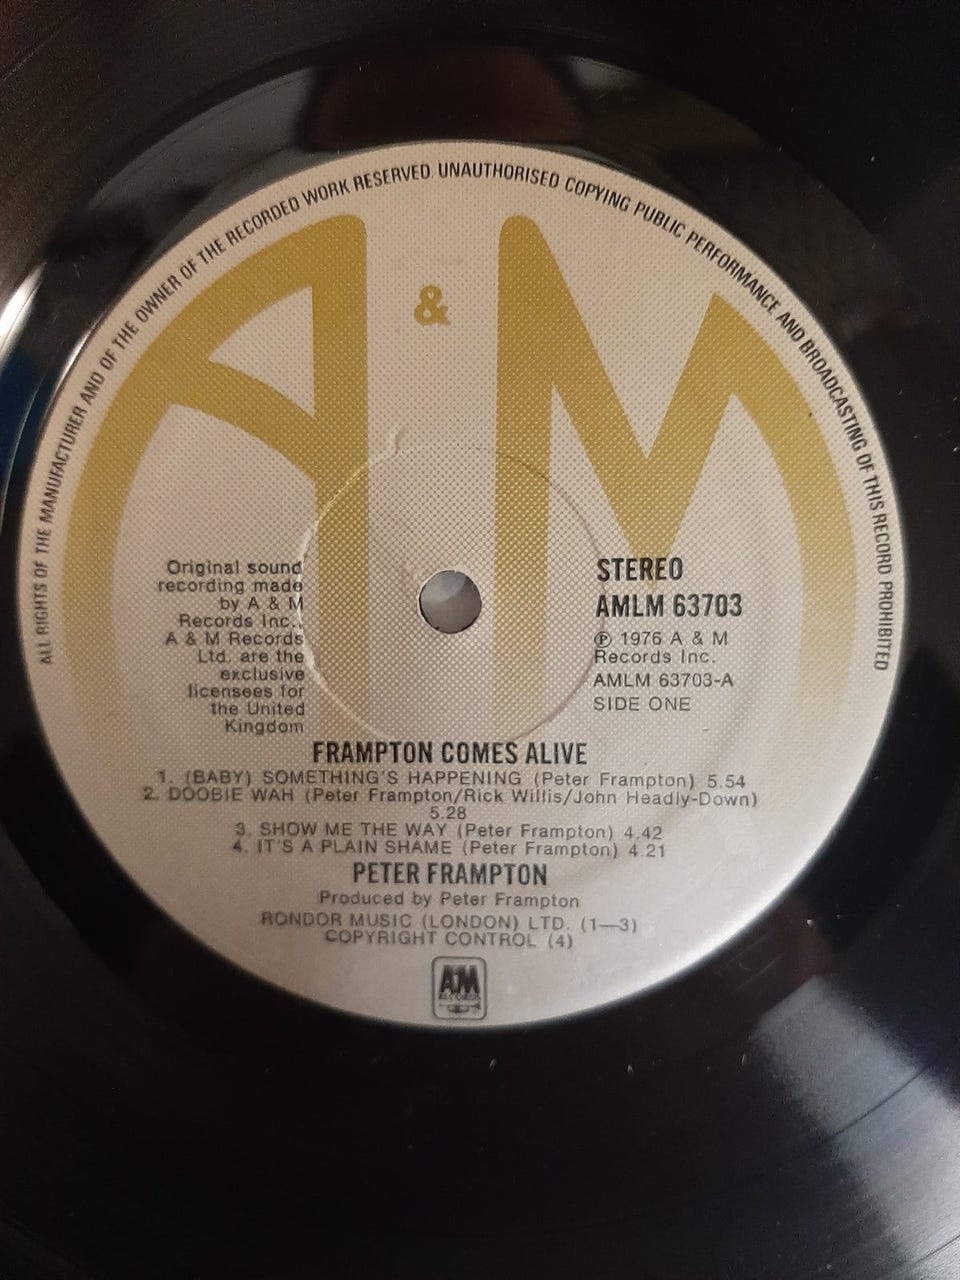 ALL RIGHTS OF THE MANUFACTURER AND OF THE OWNER OF THE RECORDED WORK RESERVED. UNAUTHORISED COPYING PUBLIC PERFORMANCE AND BROADCASTING OF THIS RECORD PROHIBITED
A & M
Original sound
recording made
by A & M
Records Inc..
A & M Records
Ltd. are the
exclusive
licensees for
the United
Kingdom
STEREO
AMLM 63703
℗ 1976 A & M
Records Inc.
AMLM 63703-A
SIDE ONE
FRAMPTON COMES ALIVE
1. (BABY) SOMETHING'S HAPPENING (Peter Frampton) 5.54
2. DOOBIE WAH (Peter Frampton/Rick Willis/John Headly-Down)
5.28
3. SHOW ME THE WAY (Peter Frampton) 4.42
4. IT'S A PLAIN SHAME (Peter Frampton) 4.21
PETER FRAMPTON
Produced by Peter Frampton
RONDOR MUSIC (LONDON) LTD. (1—3)
COPYRIGHT CONTROL (4)
A&M
RECORDS